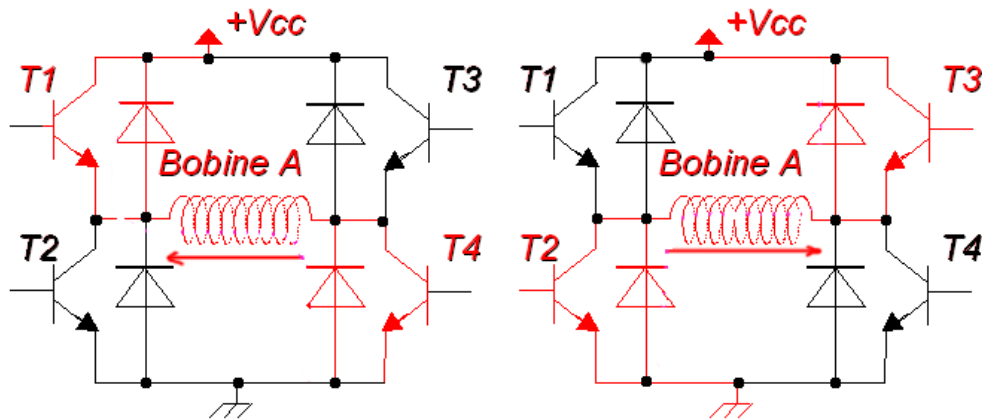 +Vcc
T1
T3
Bobine A
T2
T4
+Vcc
T1
T3
Bobine A
T2
T4